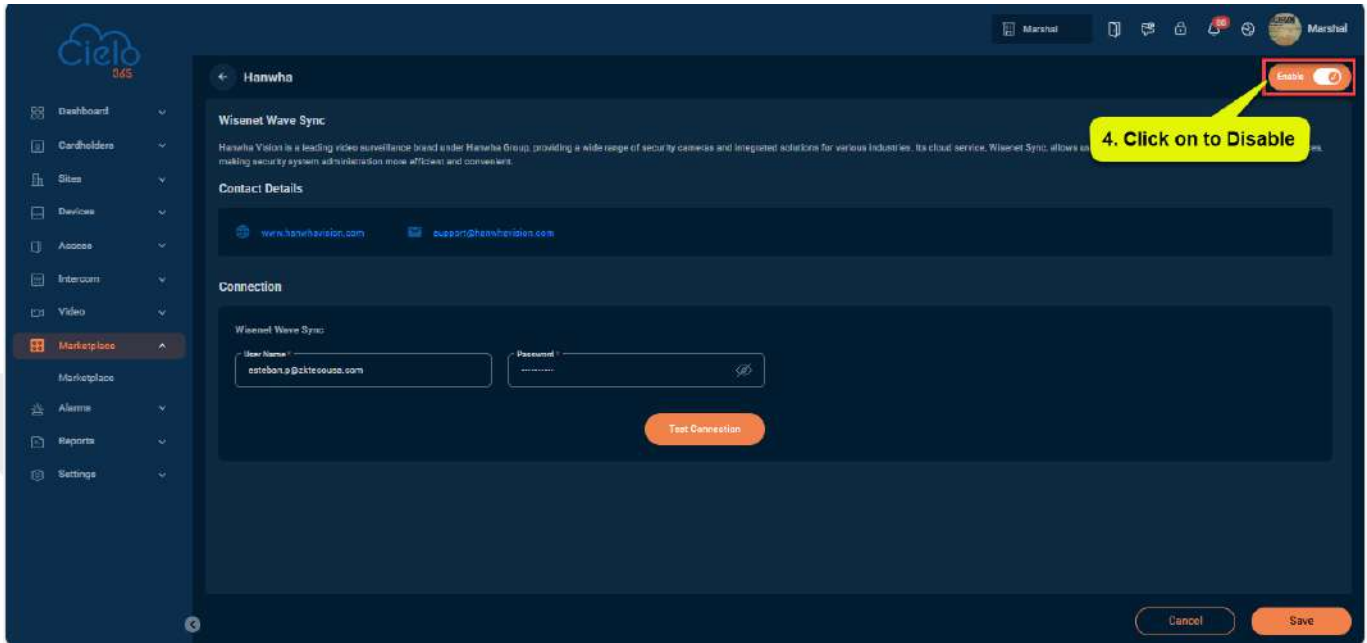 Cielo
365
Marshal
Marshal
Hanwha
Enable
4. Click on to Disable
Dashboard
Cardholders
Sites
Devices
Access
Intercom
Video
Marketplace
Marketplace
Alarms
Reports
Settings
Wisenet Wave Sync
Hanwha Vision is a leading video surveillance brand under Hanwha Group, providing a wide range of security cameras and integrated solutions for various industries. Its cloud service, Wisenet Sync, allows
making security system administration more efficient and convenient.
Contact Details
www.hanwhavision.com
support@hanwhavision.com
Connection
Wisenet Wave Sync
User Name *
esteban.p@zktecousa.com
Password *
Test Connection
Cancel
Save